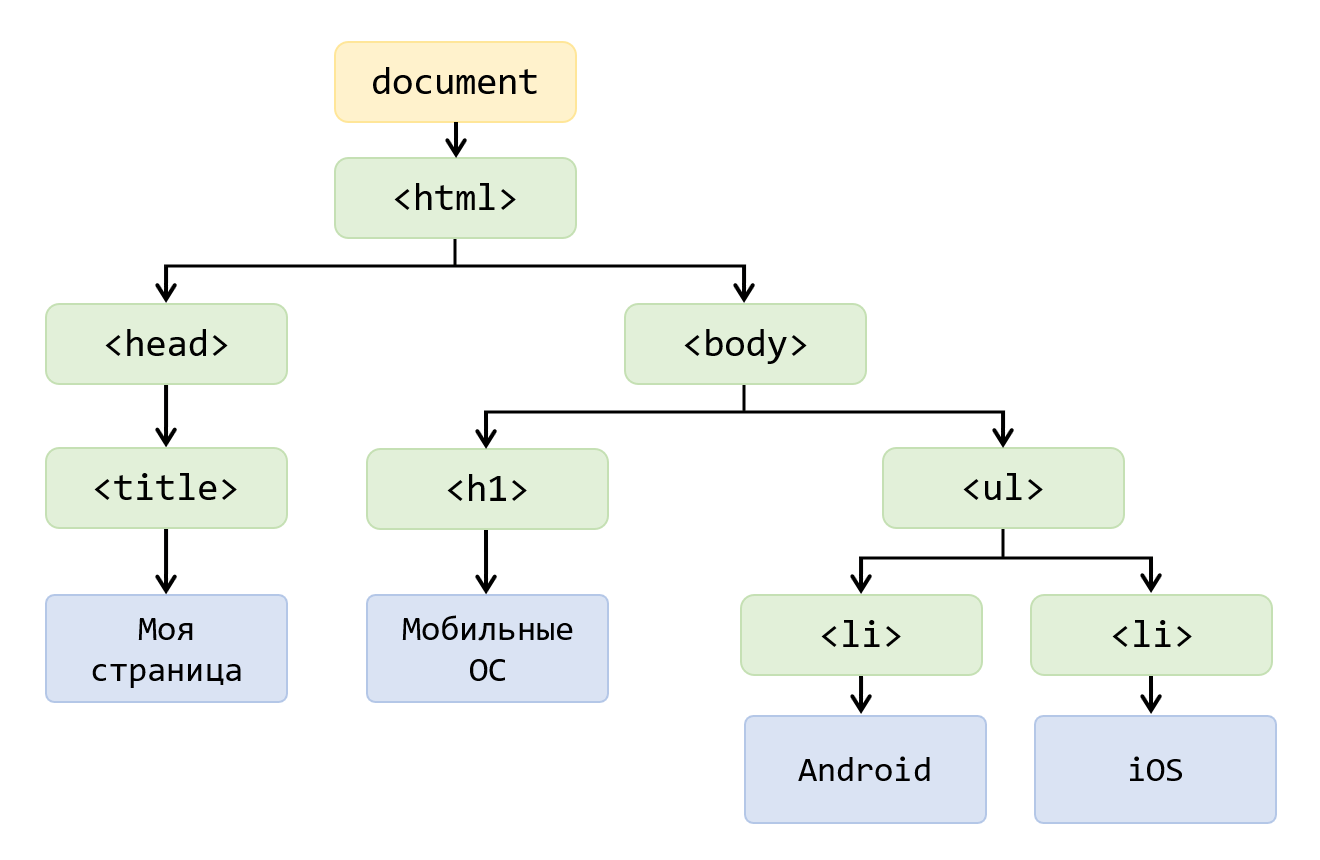 document
<html>
<head>
<body>
<title>
<h1>
<ul>
Моя
страница
Мобильные
ОС
<li>
<li>
Android
iOS